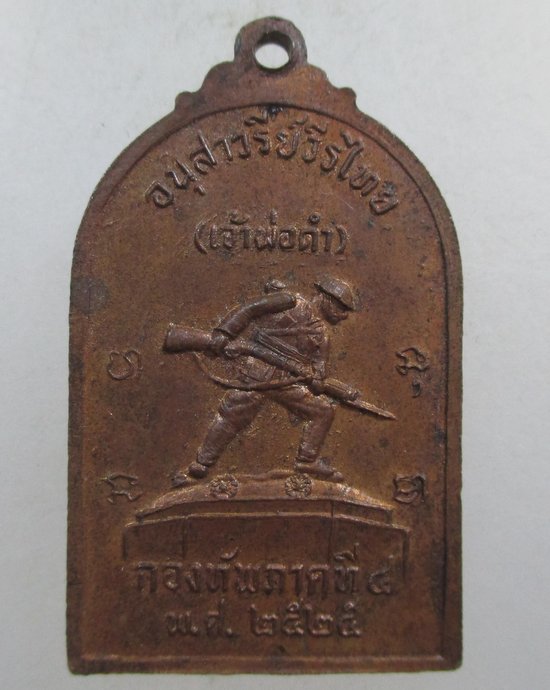 อนุสาวรีย์วีรไทย
(เจ้าพ่อดำ)
กองทัพภาคที่ ๔
พ.ศ. ๒๕๒๕